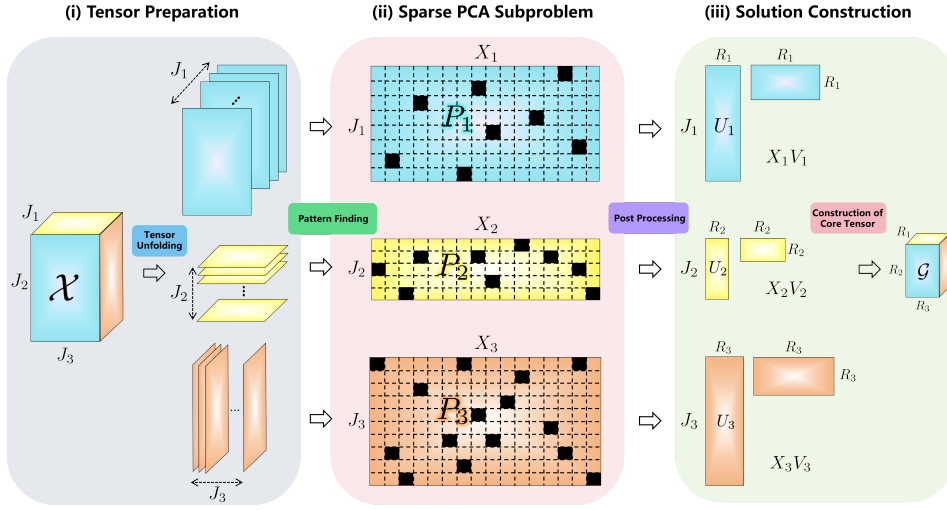 (i) Tensor Preparation
(ii) Sparse PCA Subproblem
(iii) Solution Construction
J₁
J₁
J₂
𝒳
J₃
Tensor
Unfolding
J₂
...
...
...
J₃
Pattern Finding
X₁
J₁
P₁
X₂
J₂
P₂
X₃
J₃
P₃
Post Processing
R₁
R₁
J₁
U₁
R₁
X₁V₁
R₂
R₂
J₂
U₂
R₂
X₂V₂
R₃
R₃
J₃
U₃
R₃
X₃V₃
Construction of
Core Tensor
R₁
R₂
𝒢
R₃